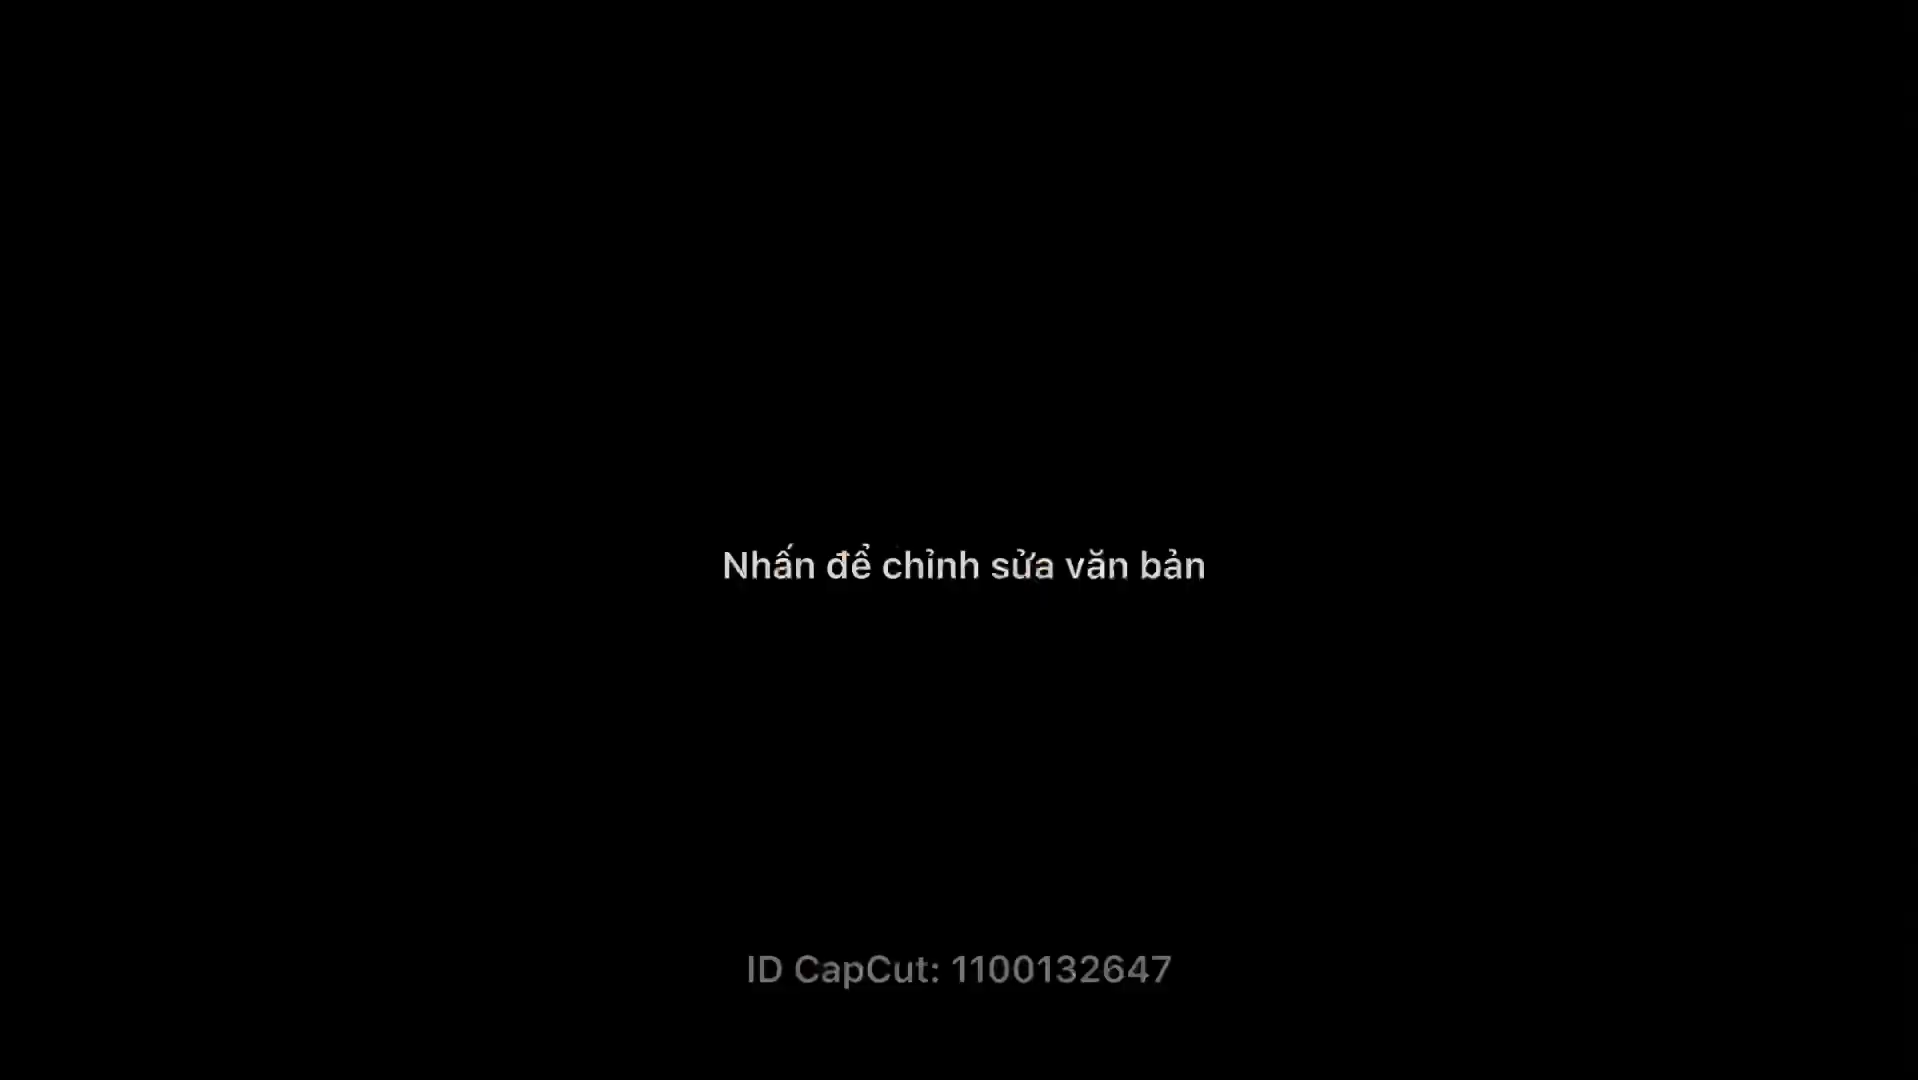 Nhấn để chỉnh sửa văn bản
ID CapCut: 1100132647